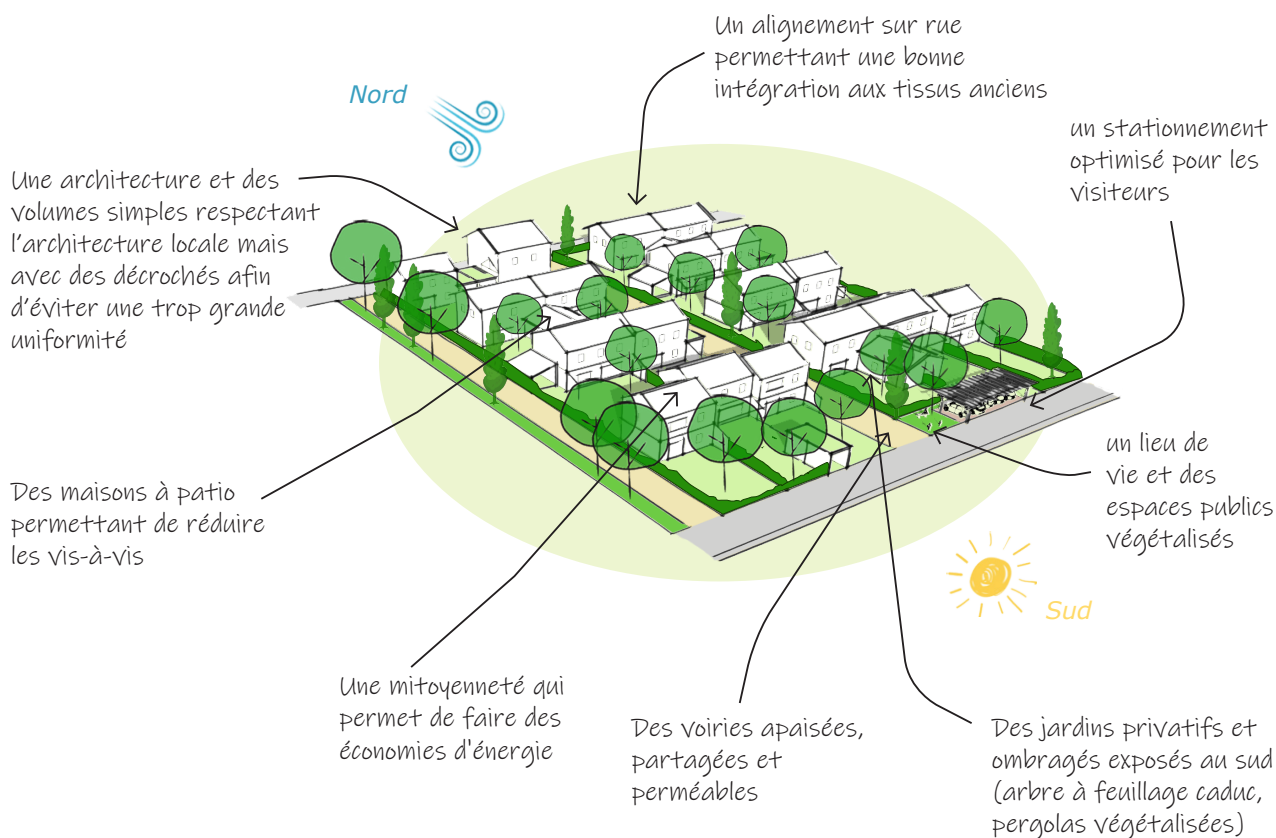 Un alignement sur rue
permettant une bonne
intégration aux tissus anciens
Nord
un stationnement
optimisé pour les
visiteurs
Une architecture et des
volumes simples respectant
l'architecture locale mais
avec des décrochés afin
d'éviter une trop grande
uniformité
Des maisons à patio
permettant de réduire
les vis-à-vis
un lieu de
vie et des
espaces publics
végétalisés
Sud
Une mitoyenneté qui
permet de faire des
économies d'énergie
Des voiries apaisées,
partagées et
perméables
Des jardins privatifs et
ombragés exposés au sud
(arbre à feuillage caduc,
pergolas végétalisées)